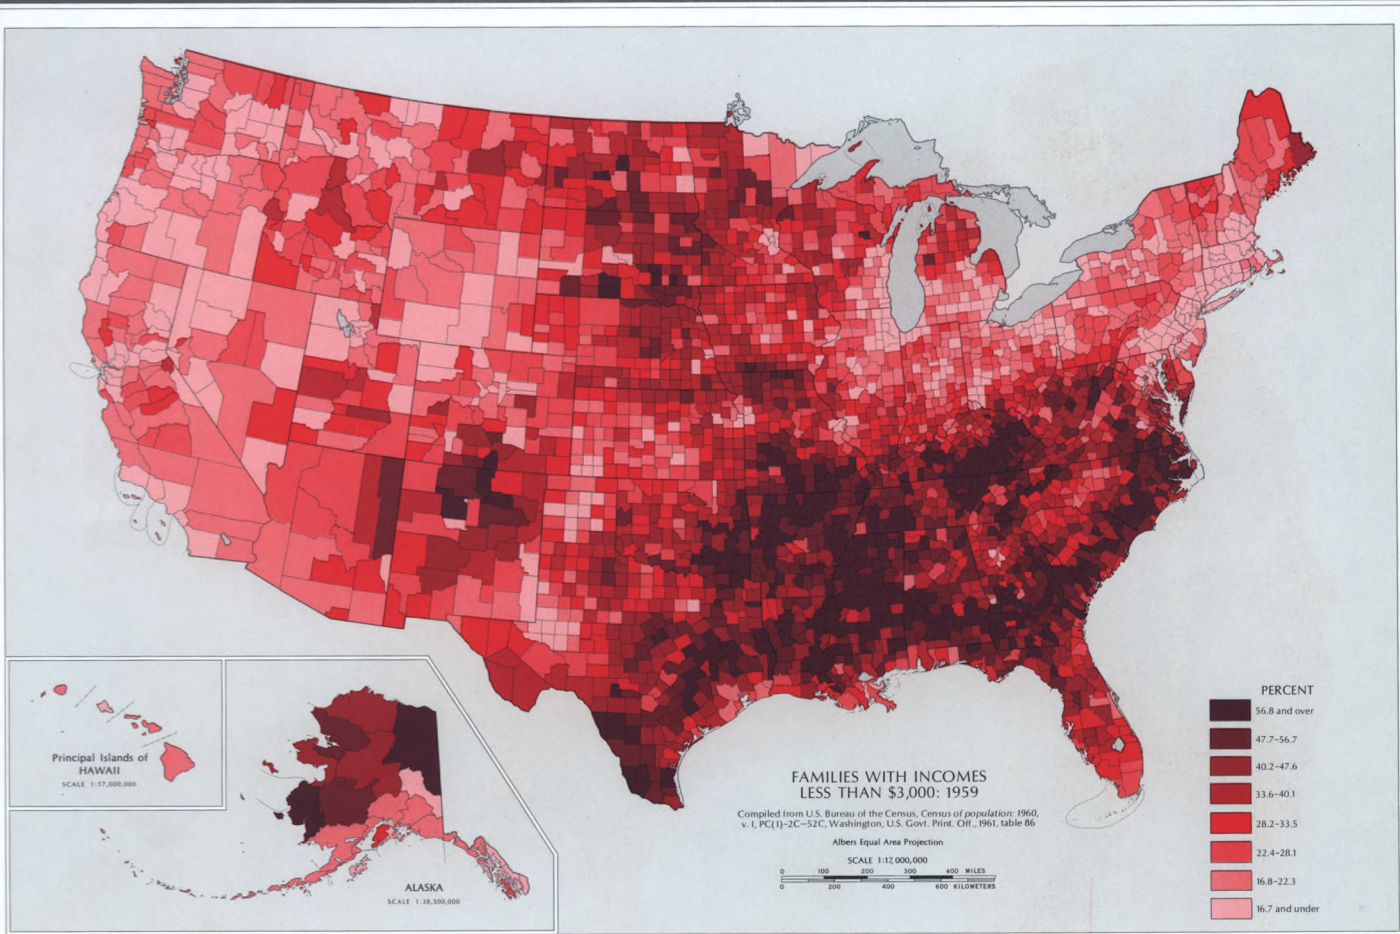 Principal Islands of
HAWAII
SCALE 1:17,000,000
ALASKA
SCALE 1:38,500,000
FAMILIES WITH INCOMES
LESS THAN $3,000: 1959
Compiled from U.S. Bureau of the Census, Census of population: 1960,
v. I, PC(1)-2C-52C, Washington, U.S. Govt. Print. Off., 1961, table 86
Albers Equal Area Projection
SCALE 1:17,000,000
0 100 200 300 400 MILES
0 200 400 600 KILOMETERS
PERCENT
56.8 and over
47.7-56.7
40.2-47.6
33.6-40.1
28.2-33.5
22.4-28.1
16.8-22.3
16.7 and under